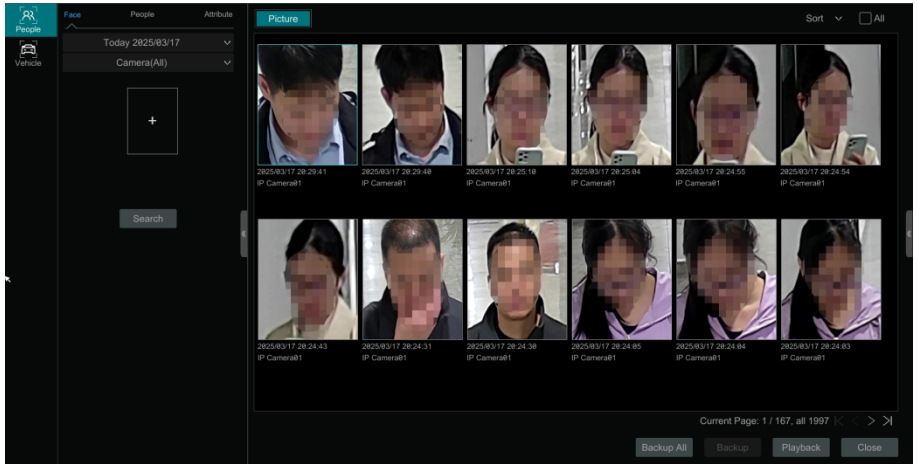 People
Vehicle
Face People Attribute
Today 2025/03/17
Camera(All)
+
Search
Picture
Sort
All
2025/03/17 20:29:41
IP Camera01
2025/03/17 20:29:40
IP Camera01
2025/03/17 20:25:10
IP Camera01
2025/03/17 20:25:04
IP Camera01
2025/03/17 20:24:55
IP Camera01
2025/03/17 20:24:54
IP Camera01
2025/03/17 20:24:43
IP Camera01
2025/03/17 20:24:31
IP Camera01
2025/03/17 20:24:30
IP Camera01
2025/03/17 20:24:05
IP Camera01
2025/03/17 20:24:04
IP Camera01
2025/03/17 20:24:03
IP Camera01
Current Page: 1 / 167, all 1997
Backup All Backup Playback Close